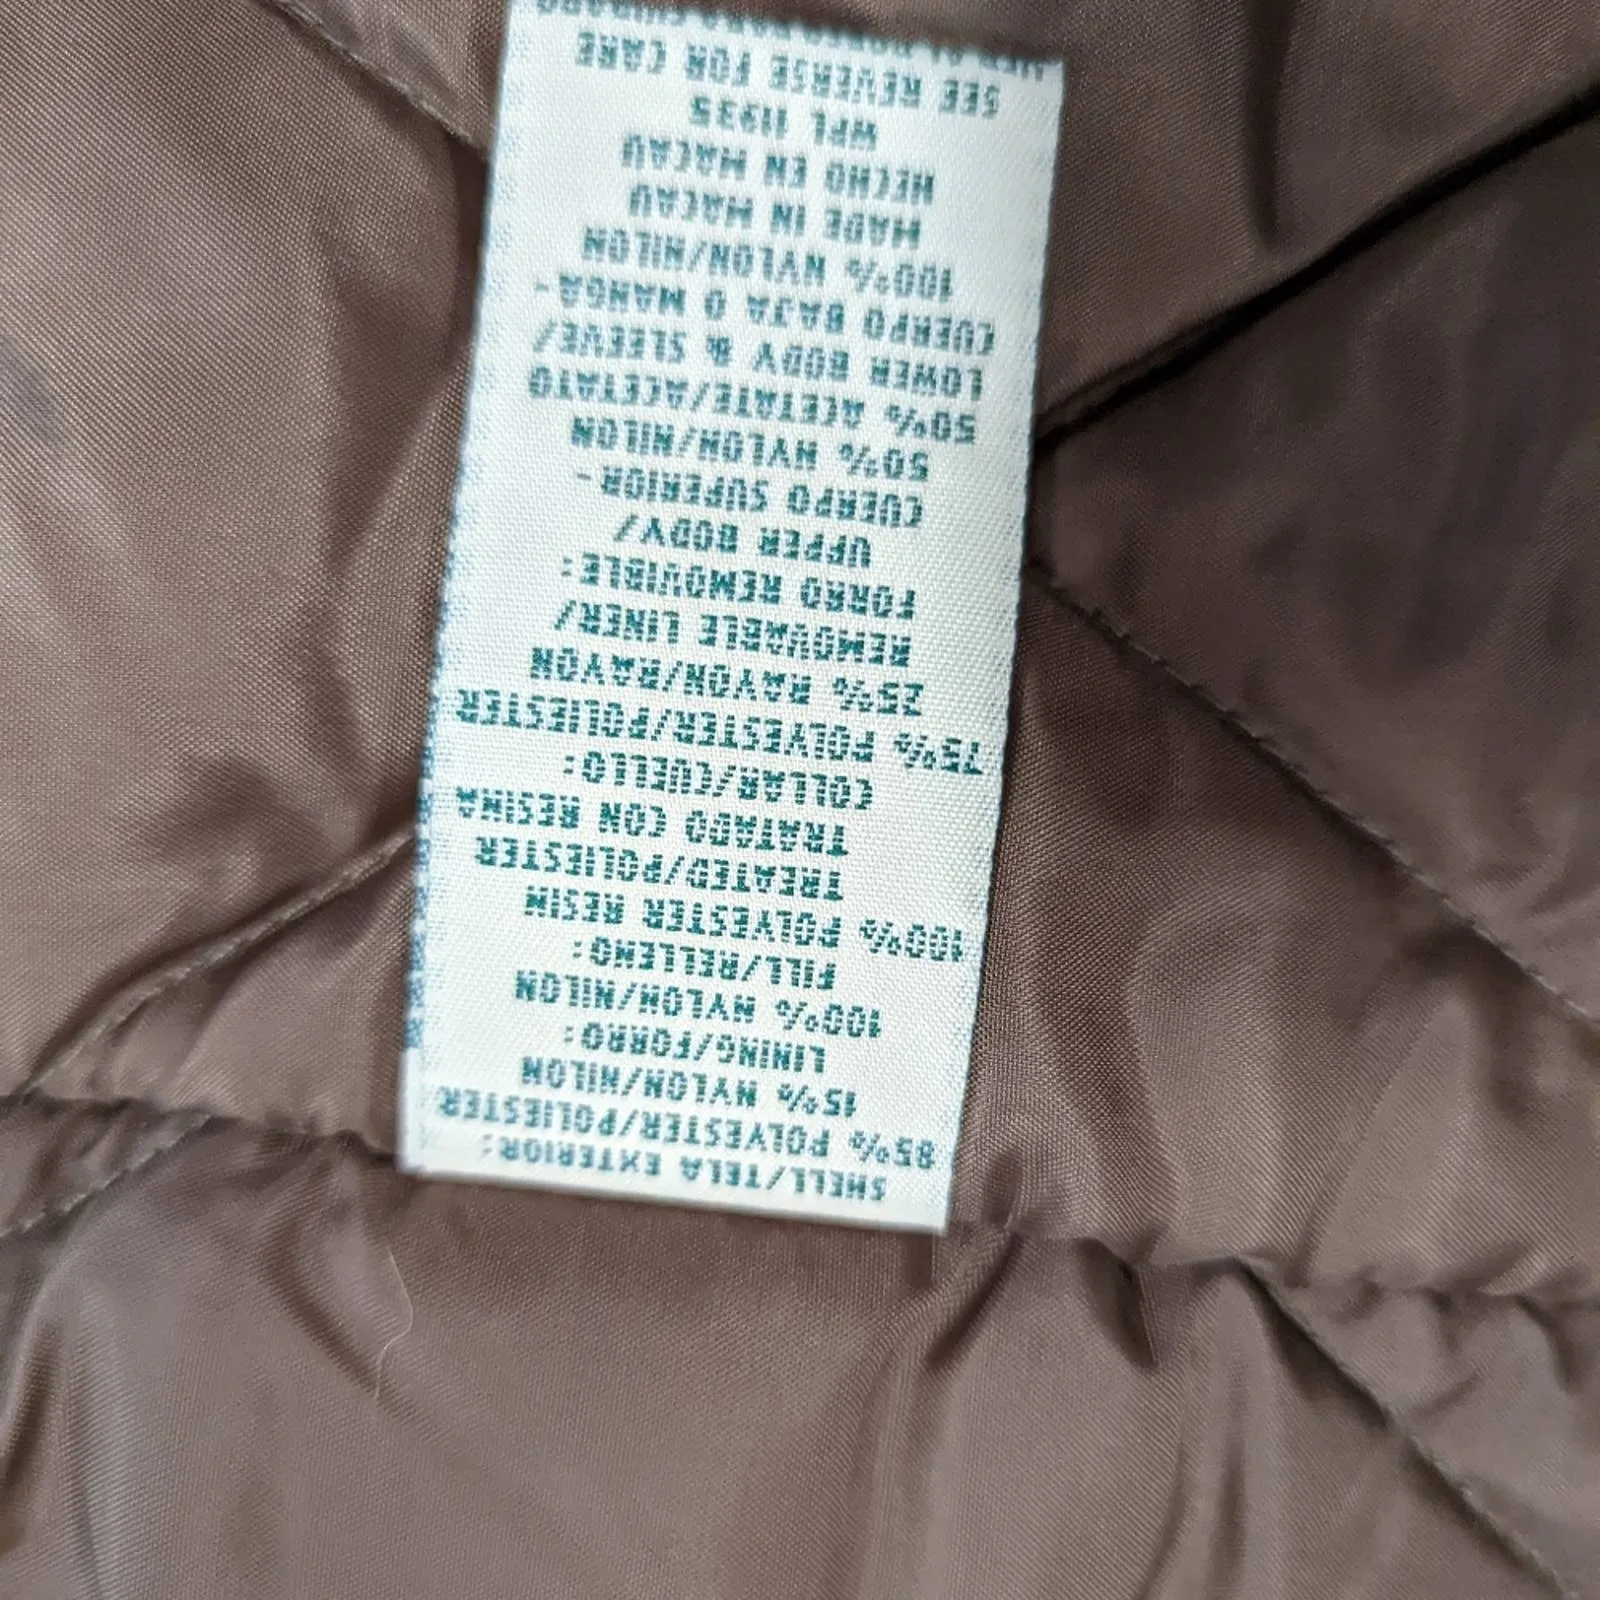 SHELL/TELA EXTERIOR:
85% POLYESTER/POLIESTER
15% NYLON/NILON
LINING/FORRO:
100% NYLON/NILON
FILL/RELLENO:
100% POLYESTER RESIN
TREATED/POLIESTER
TRATADO CON RESINA
COLLAR/CUELLO:
75% POLYESTER/POLIESTER
25% RAYON/RAYON
REMOVABLE LINER/
FORRO REMOVIBLE:
UPPER BODY/
CUERPO SUPERIOR-
50% NYLON/NILON
50% ACETATE/ACETATO
LOWER BODY & SLEEVE/
CUERPO BAJA O MANGA-
100% NYLON/NILON
MADE IN MACAU
HECHO EN MACAU
WPL 11935
SEE REVERSE FOR CARE